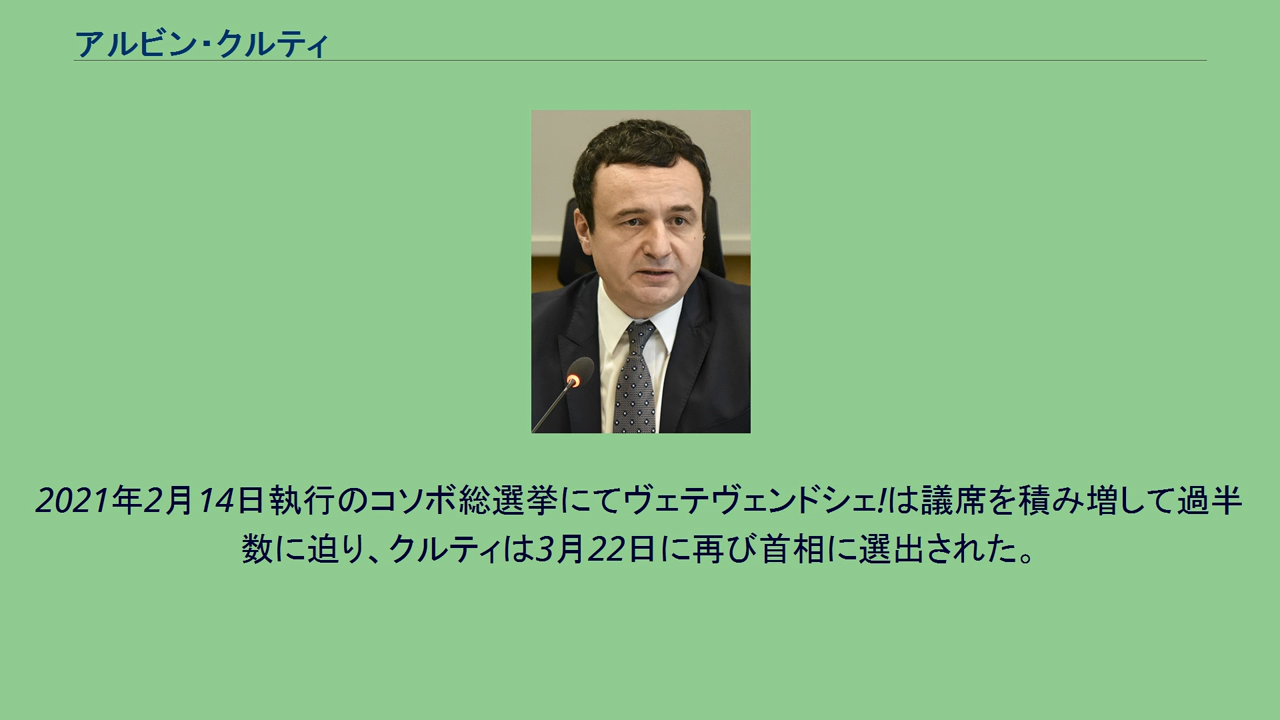 アルビン・クルティ
2021年2月14日執行のコソボ総選挙にてヴェテヴェンドシェ!は議席を積み増して過半
数に迫り、クルティは3月22日に再び首相に選出された。